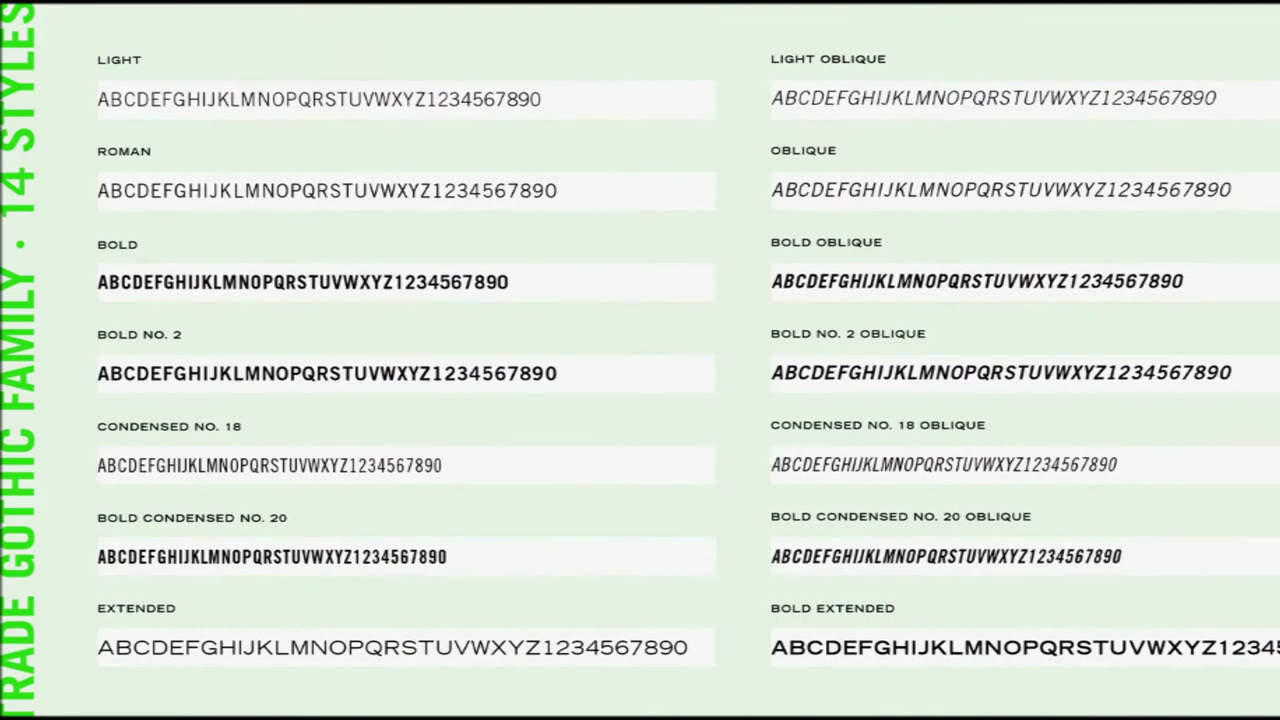 TRADE GOTHIC FAMILY • 14 STYLES
LIGHT
ABCDEFGHIJKLMNOPQRSTUVWXYZ1234567890
ROMAN
ABCDEFGHIJKLMNOPQRSTUVWXYZ1234567890
BOLD
ABCDEFGHIJKLMNOPQRSTUVWXYZ1234567890
BOLD NO. 2
ABCDEFGHIJKLMNOPQRSTUVWXYZ1234567890
CONDENSED NO. 18
ABCDEFGHIJKLMNOPQRSTUVWXYZ1234567890
BOLD CONDENSED NO. 20
ABCDEFGHIJKLMNOPQRSTUVWXYZ1234567890
EXTENDED
ABCDEFGHIJKLMNOPQRSTUVWXYZ1234567890
LIGHT OBLIQUE
ABCDEFGHIJKLMNOPQRSTUVWXYZ1234567890
OBLIQUE
ABCDEFGHIJKLMNOPQRSTUVWXYZ1234567890
BOLD OBLIQUE
ABCDEFGHIJKLMNOPQRSTUVWXYZ1234567890
BOLD NO. 2 OBLIQUE
ABCDEFGHIJKLMNOPQRSTUVWXYZ1234567890
CONDENSED NO. 18 OBLIQUE
ABCDEFGHIJKLMNOPQRSTUVWXYZ1234567890
BOLD CONDENSED NO. 20 OBLIQUE
ABCDEFGHIJKLMNOPQRSTUVWXYZ1234567890
BOLD EXTENDED
ABCDEFGHIJKLMNOPQRSTUVWXYZ12345